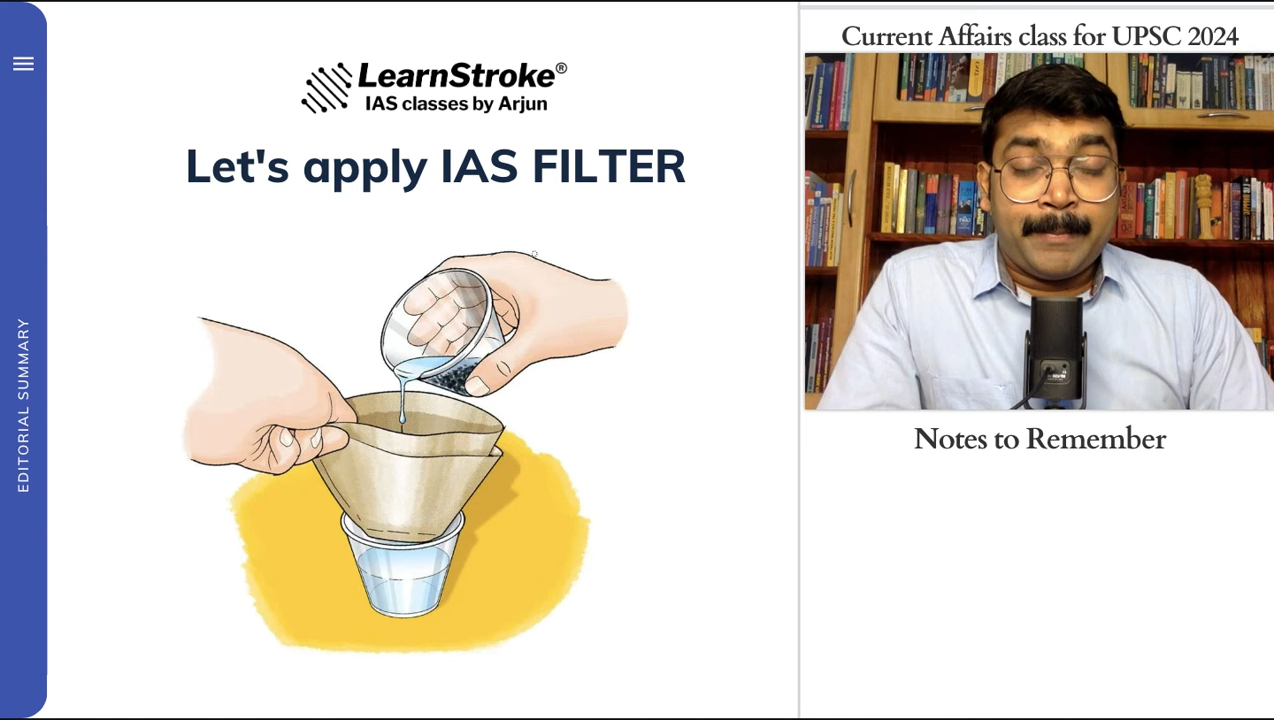 EDITORIAL SUMMARY
LearnStroke®
IAS classes by Arjun
Let's apply IAS FILTER
Current Affairs class for UPSC 2024
Notes to Remember